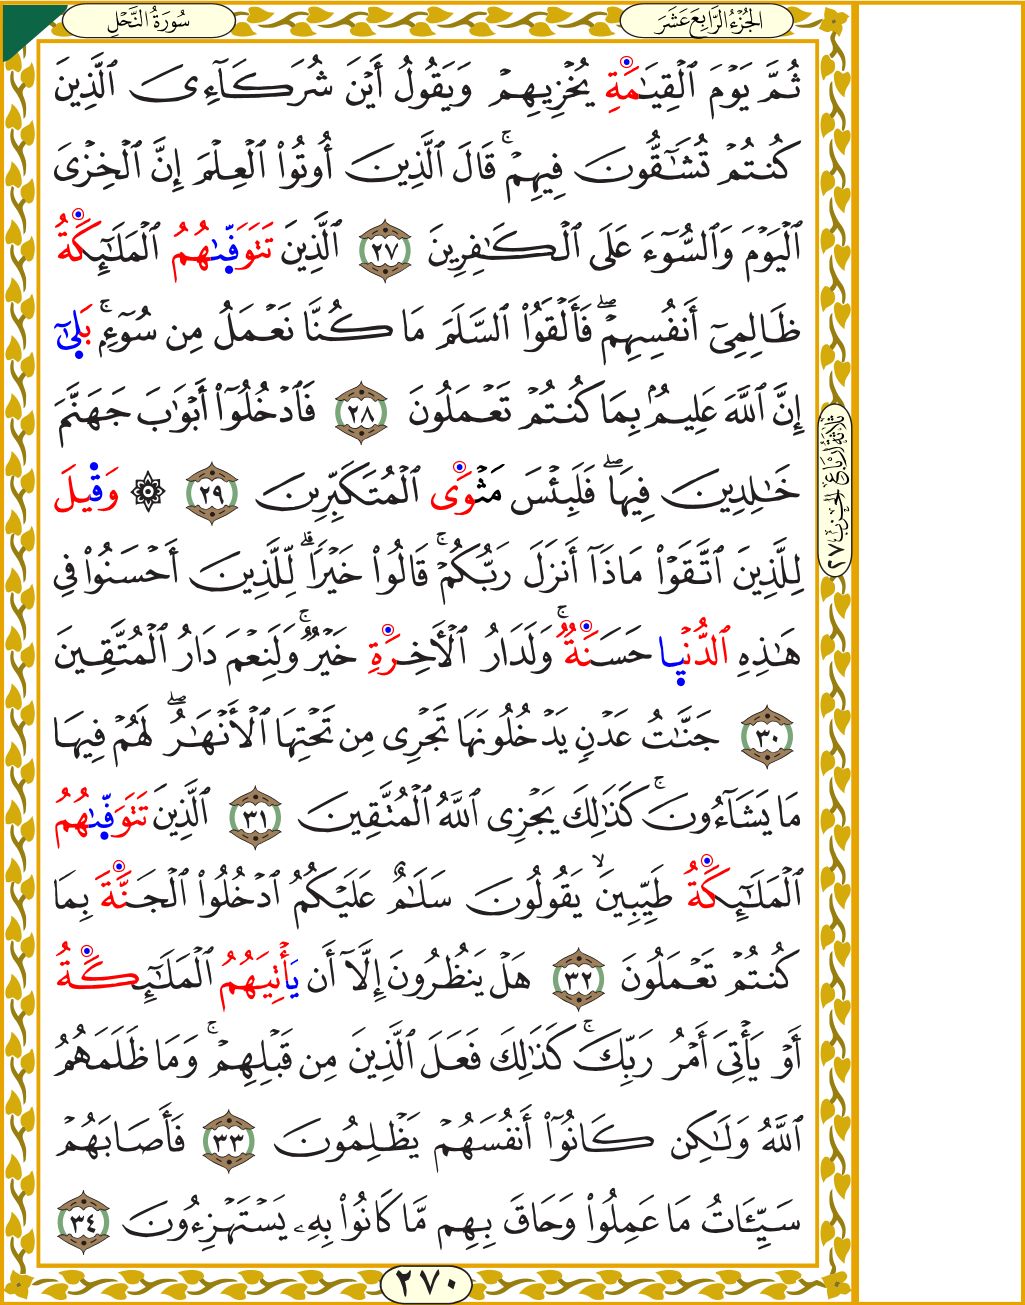 سُورَةُ النَّحْلِ
الجُزْءُ الرَّابِعَ عَشَرَ
ثُمَّ يَوْمَ ٱلْقِيَٰمَةِ يُخْزِيهِمْ وَيَقُولُ أَيْنَ شُرَكَآءِىَ ٱلَّذِينَ
كُنتُمْ تُشَٰٓقُّونَ فِيهِمْ ۚ قَالَ ٱلَّذِينَ أُوتُوا۟ ٱلْعِلْمَ إِنَّ ٱلْخِزْىَ
ٱلْيَوْمَ وَٱلسُّوٓءَ عَلَى ٱلْكَٰفِرِينَ ٢٧ ٱلَّذِينَ تَتَوَفَّىٰهُمُ ٱلْمَلَٰٓئِكَةُ
ظَالِمِىٓ أَنفُسِهِمْ ۖ فَأَلْقَوُا۟ ٱلسَّلَمَ مَا كُنَّا نَعْمَلُ مِن سُوٓءٍۭ ۚ بَلَىٰٓ
إِنَّ ٱللَّهَ عَلِيمٌۢ بِمَا كُنتُمْ تَعْمَلُونَ ٢٨ فَٱدْخُلُوٓا۟ أَبْوَٰبَ جَهَنَّمَ
خَٰلِدِينَ فِيهَا ۖ فَلَبِئْسَ مَثْوَى ٱلْمُتَكَبِّرِينَ ٢٩ ۞ وَقِيلَ
لِلَّذِينَ ٱتَّقَوْا۟ مَاذَآ أَنزَلَ رَبُّكُمْ ۚ قَالُوا۟ خَيْرًا ۗ لِّلَّذِينَ أَحْسَنُوا۟ فِى
هَٰذِهِ ٱلدُّنْيَا حَسَنَةٌ ۚ وَلَدَارُ ٱلْأَخِرَةِ خَيْرٌ ۚ وَلَنِعْمَ دَارُ ٱلْمُتَّقِينَ
٣٠ جَنَّٰتُ عَدْنٍ يَدْخُلُونَهَا تَجْرِى مِن تَحْتِهَا ٱلْأَنْهَٰرُ ۖ لَهُمْ فِيهَا
مَا يَشَآءُونَ ۚ كَذَٰلِكَ يَجْزِى ٱللَّهُ ٱلْمُتَّقِينَ ٣١ ٱلَّذِينَ تَتَوَفَّىٰهُمُ
ٱلْمَلَٰٓئِكَةُ طَيِّبِينَ ۙ يَقُولُونَ سَلَٰمٌ عَلَيْكُمُ ٱدْخُلُوا۟ ٱلْجَنَّةَ بِمَا
كُنتُمْ تَعْمَلُونَ ٣٢ هَلْ يَنظُرُونَ إِلَّآ أَن يَأْتِيَهُمُ ٱلْمَلَٰٓئِكَةُ
أَوْ يَأْتِىَ أَمْرُ رَبِّكَ ۚ كَذَٰلِكَ فَعَلَ ٱلَّذِينَ مِن قَبْلِهِمْ ۚ وَمَا ظَلَمَهُمُ
ٱللَّهُ وَلَٰكِن كَانُوٓا۟ أَنفُسَهُمْ يَظْلِمُونَ ٣٣ فَأَصَابَهُمْ
سَيِّـَٔاتُ مَا عَمِلُوا۟ وَحَاقَ بِهِم مَّا كَانُوا۟ بِهِۦ يَسْتَهْزِءُونَ ٣٤
ثَلَاثَةُ أَرْبَاعِ الحِزْبِ ٢٧
٢٧٠